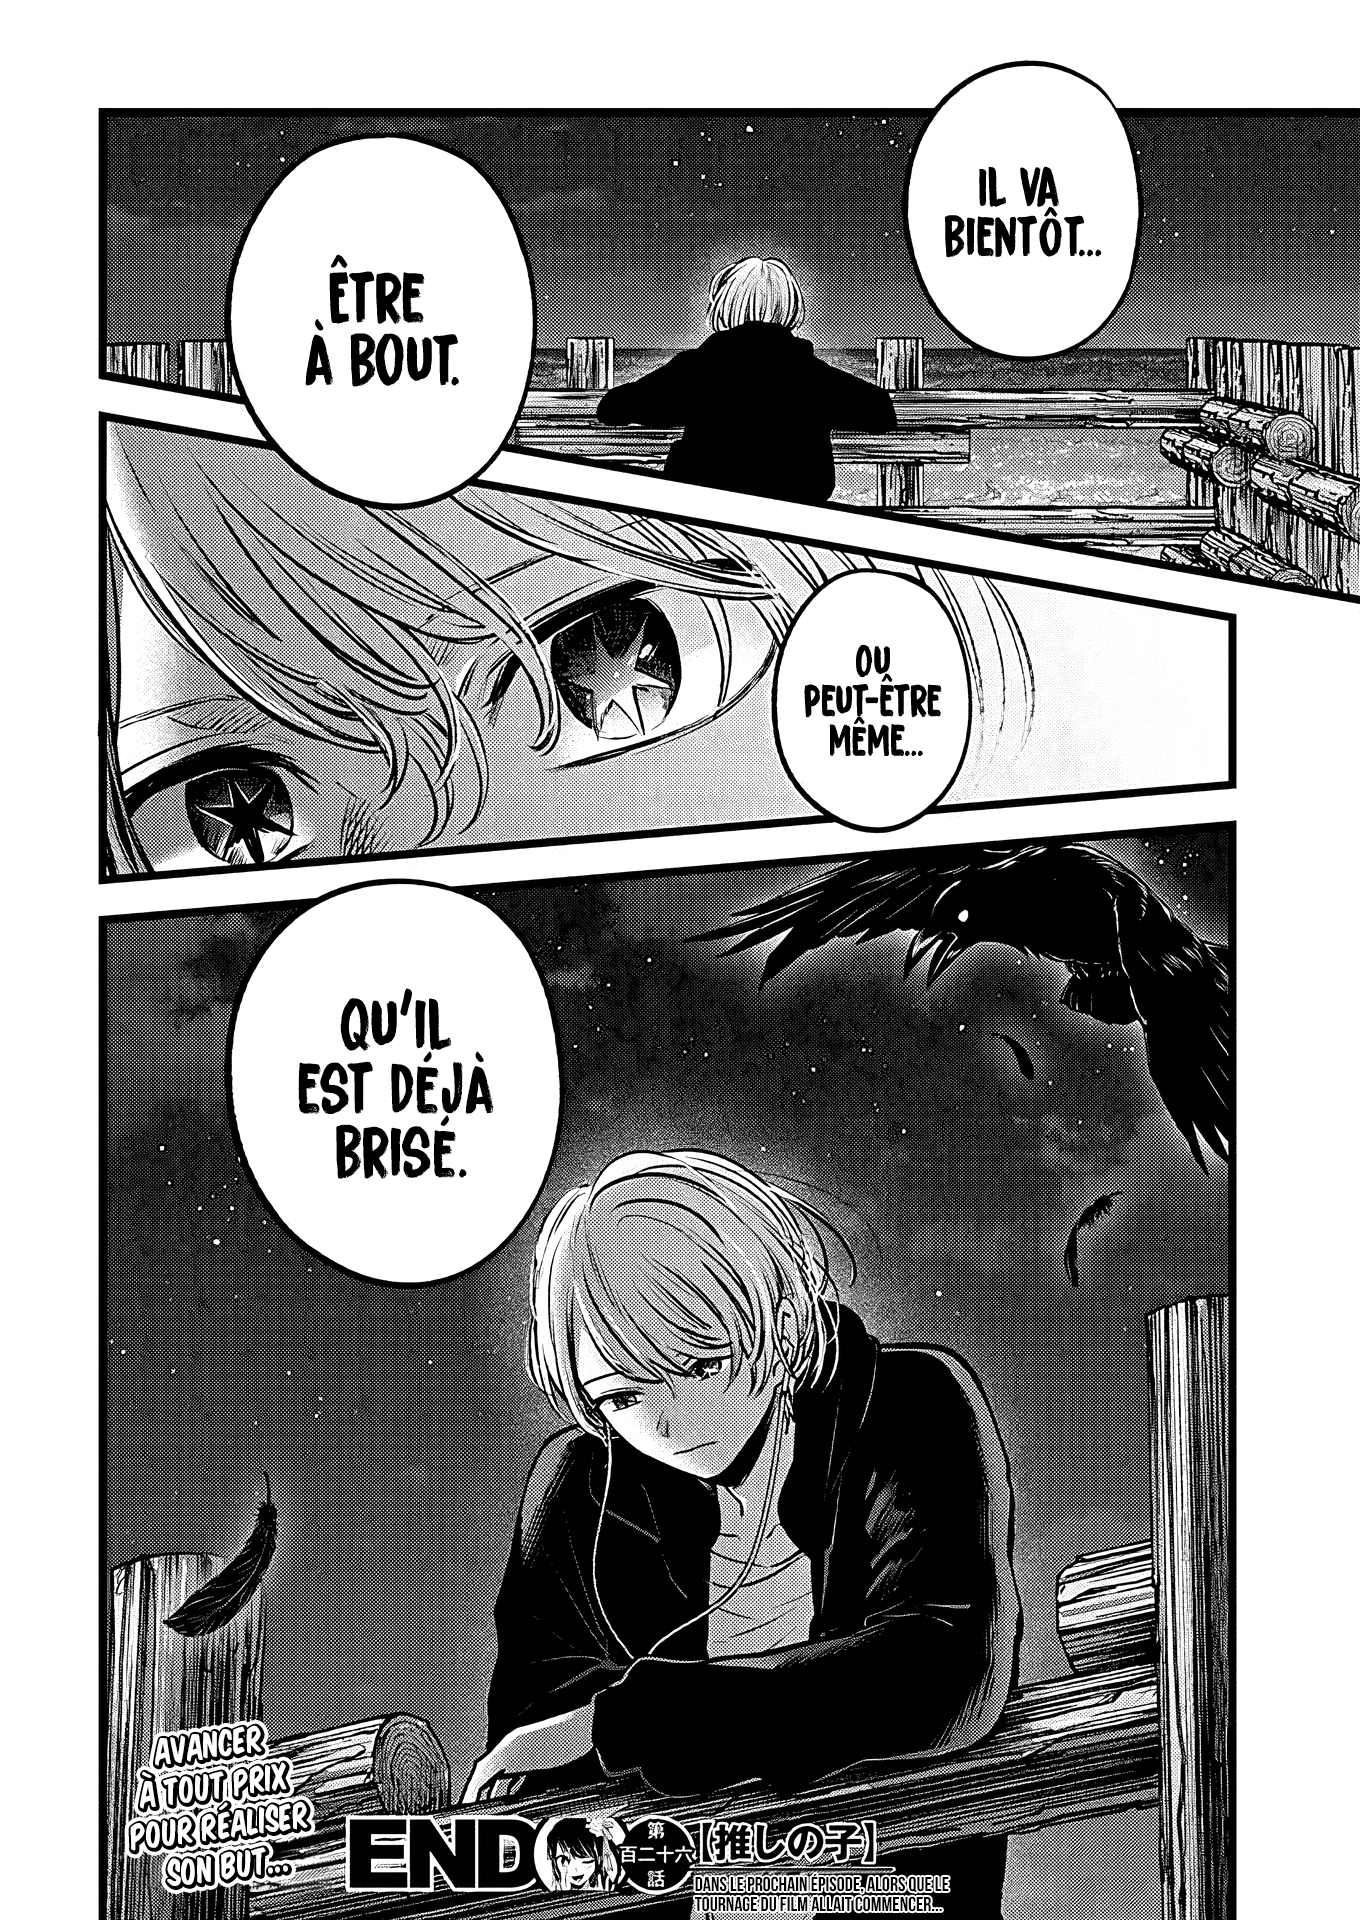 IL VA
BIENTÔT...
ÊTRE
À BOUT.
OU
PEUT-ÊTRE
MÊME...
QU'IL
EST DÉJÀ
BRISÉ.
AVANCER
À TOUT PRIX
POUR RÉALISER
SON BUT...
END
第
百二十六
話
【推しの子】
DANS LE PROCHAIN ÉPISODE, ALORS QUE LE
TOURNAGE DU FILM ALLAIT COMMENCER...